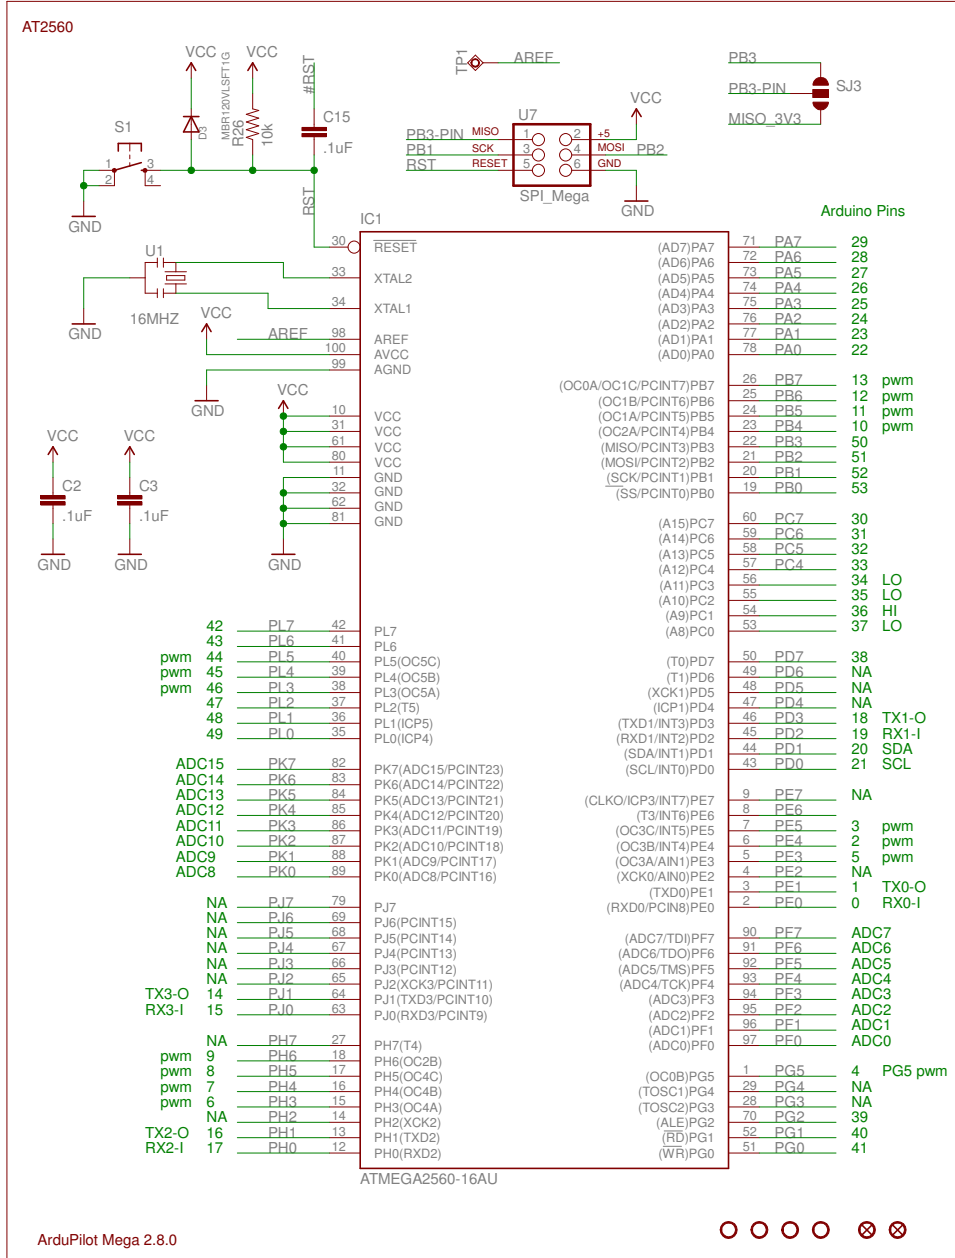 AT2560
VCC
VCC
MBR120VLSFT1G
D3
R26
10k
#RST
C15
.1uF
S1
1
2
3
4
GND
RST
TP1
AREF
PB3
PB3-PIN
MISO_3V3
SJ3
U7
VCC
PB3-PIN MISO 1 2 +5
PB1 SCK 3 4 MOSI PB2
RST RESET 5 6 GND
SPI_Mega
GND
Arduino Pins
IC1
U1
16MHZ
GND
VCC
30 RESET
33 XTAL2
34 XTAL1
AREF 98 AREF
100 AVCC
99 AGND
GND
VCC
10 VCC
31 VCC
61 VCC
80 VCC
11 GND
32 GND
62 GND
81 GND
GND
VCC
C2
.1uF
GND
VCC
C3
.1uF
GND
42 PL7 42 PL7
43 PL6 41 PL6
pwm 44 PL5 40 PL5(OC5C)
pwm 45 PL4 39 PL4(OC5B)
pwm 46 PL3 38 PL3(OC5A)
47 PL2 37 PL2(T5)
48 PL1 36 PL1(ICP5)
49 PL0 35 PL0(ICP4)
ADC15 PK7 82 PK7(ADC15/PCINT23)
ADC14 PK6 83 PK6(ADC14/PCINT22)
ADC13 PK5 84 PK5(ADC13/PCINT21)
ADC12 PK4 85 PK4(ADC12/PCINT20)
ADC11 PK3 86 PK3(ADC11/PCINT19)
ADC10 PK2 87 PK2(ADC10/PCINT18)
ADC9 PK1 88 PK1(ADC9/PCINT17)
ADC8 PK0 89 PK0(ADC8/PCINT16)
NA PJ7 79 PJ7
NA PJ6 69 PJ6(PCINT15)
NA PJ5 68 PJ5(PCINT14)
NA PJ4 67 PJ4(PCINT13)
NA PJ3 66 PJ3(PCINT12)
NA PJ2 65 PJ2(XCK3/PCINT11)
TX3-O 14 PJ1 64 PJ1(TXD3/PCINT10)
RX3-I 15 PJ0 63 PJ0(RXD3/PCINT9)
NA PH7 27 PH7(T4)
pwm 9 PH6 18 PH6(OC2B)
pwm 8 PH5 17 PH5(OC4C)
pwm 7 PH4 16 PH4(OC4B)
pwm 6 PH3 15 PH3(OC4A)
NA PH2 14 PH2(XCK2)
TX2-O 16 PH1 13 PH1(TXD2)
RX2-I 17 PH0 12 PH0(RXD2)
(AD7)PA7 71 PA7 29
(AD6)PA6 72 PA6 28
(AD5)PA5 73 PA5 27
(AD4)PA4 74 PA4 26
(AD3)PA3 75 PA3 25
(AD2)PA2 76 PA2 24
(AD1)PA1 77 PA1 23
(AD0)PA0 78 PA0 22
(OC0A/OC1C/PCINT7)PB7 26 PB7 13 pwm
(OC1B/PCINT6)PB6 25 PB6 12 pwm
(OC1A/PCINT5)PB5 24 PB5 11 pwm
(OC2A/PCINT4)PB4 23 PB4 10 pwm
(MISO/PCINT3)PB3 22 PB3 50
(MOSI/PCINT2)PB2 21 PB2 51
(SCK/PCINT1)PB1 20 PB1 52
(SS/PCINT0)PB0 19 PB0 53
(A15)PC7 60 PC7 30
(A14)PC6 59 PC6 31
(A13)PC5 58 PC5 32
(A12)PC4 57 PC4 33
(A11)PC3 56 34 LO
(A10)PC2 55 35 LO
(A9)PC1 54 36 HI
(A8)PC0 53 37 LO
(T0)PD7 50 PD7 38
(T1)PD6 49 PD6 NA
(XCK1)PD5 48 PD5 NA
(ICP1)PD4 47 PD4 NA
(TXD1/INT3)PD3 46 PD3 18 TX1-O
(RXD1/INT2)PD2 45 PD2 19 RX1-I
(SDA/INT1)PD1 44 PD1 20 SDA
(SCL/INT0)PD0 43 PD0 21 SCL
(CLKO/ICP3/INT7)PE7 9 PE7 NA
(T3/INT6)PE6 8 PE6
(OC3C/INT5)PE5 7 PE5 3 pwm
(OC3B/INT4)PE4 6 PE4 2 pwm
(OC3A/AIN1)PE3 5 PE3 5 pwm
(XCK0/AIN0)PE2 4 PE2 NA
(TXD0)PE1 3 PE1 1 TX0-O
(RXD0/PCIN8)PE0 2 PE0 0 RX0-I
(ADC7/TDI)PF7 90 PF7 ADC7
(ADC6/TDO)PF6 91 PF6 ADC6
(ADC5/TMS)PF5 92 PF5 ADC5
(ADC4/TCK)PF4 93 PF4 ADC4
(ADC3)PF3 94 PF3 ADC3
(ADC2)PF2 95 PF2 ADC2
(ADC1)PF1 96 PF1 ADC1
(ADC0)PF0 97 PF0 ADC0
(OC0B)PG5 1 PG5 4 PG5 pwm
(TOSC1)PG4 29 PG4 NA
(TOSC2)PG3 28 PG3 NA
(ALE)PG2 70 PG2 39
(RD)PG1 52 PG1 40
(WR)PG0 51 PG0 41
ATMEGA2560-16AU
ArduPilot Mega 2.8.0